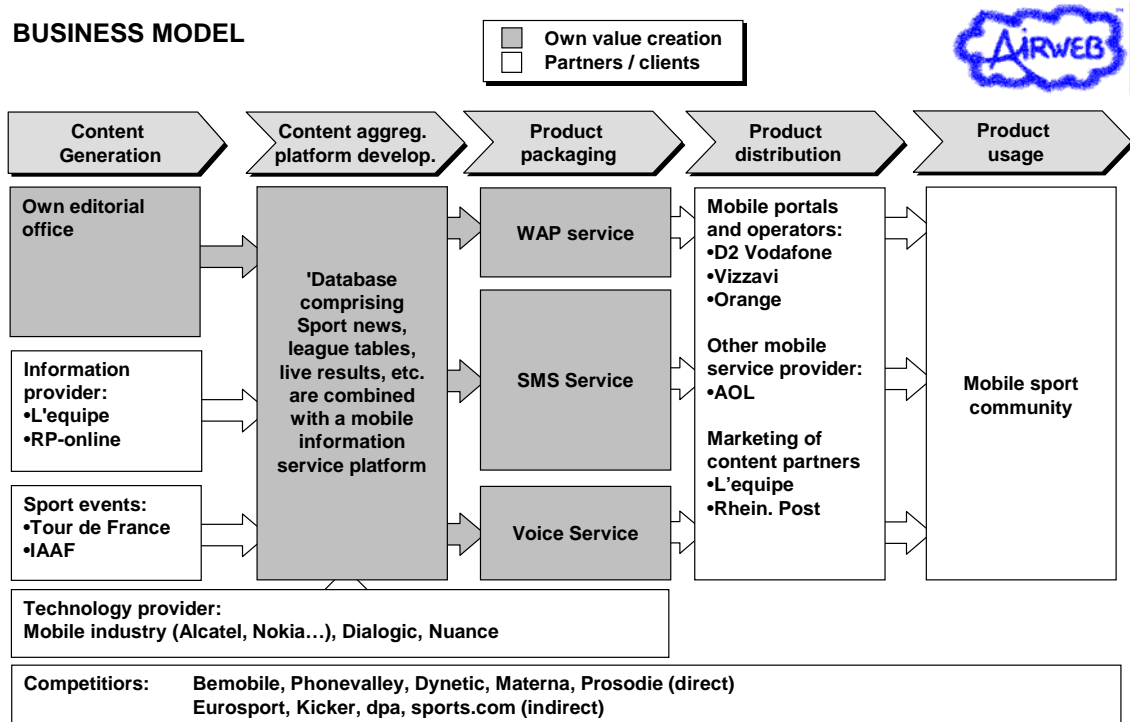 BUSINESS MODEL
Own value creation
Partners / clients
AIRWEB
Content
Generation
Content aggreg.
platform develop.
Product
packaging
Product
distribution
Product
usage
Own editorial
office
Information
provider:
•L'equipe
•RP-online
Sport events:
•Tour de France
•IAAF
'Database
comprising
Sport news,
league tables,
live results, etc.
are combined
with a mobile
information
service platform
WAP service
SMS Service
Voice Service
Mobile portals
and operators:
•D2 Vodafone
•Vizzavi
•Orange
Other mobile
service provider:
•AOL
Marketing of
content partners
•L’equipe
•Rhein. Post
Mobile sport
community
Technology provider:
Mobile industry (Alcatel, Nokia…), Dialogic, Nuance
Competitiors: Bemobile, Phonevalley, Dynetic, Materna, Prosodie (direct)
Eurosport, Kicker, dpa, sports.com (indirect)